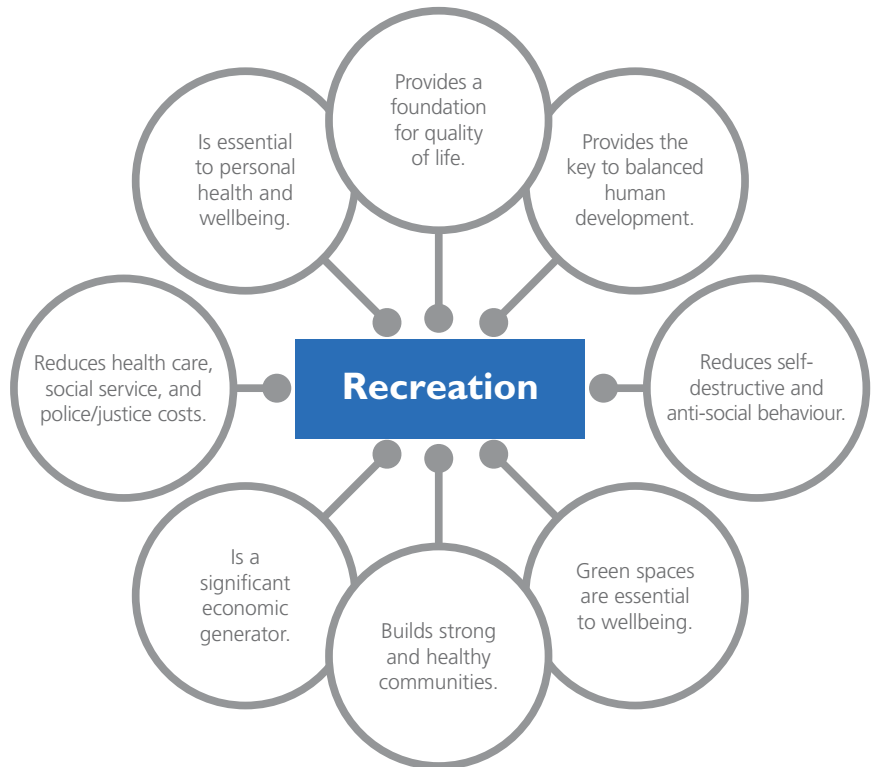 Provides a
foundation
for quality
of life.
Is essential
to personal
health and
wellbeing.
Provides the
key to balanced
human
development.
Reduces health care,
social service, and
police/justice costs.
Recreation
Reduces self-
destructive and
anti-social behaviour.
Is a
significant
economic
generator.
Builds strong
and healthy
communities.
Green spaces
are essential
to wellbeing.